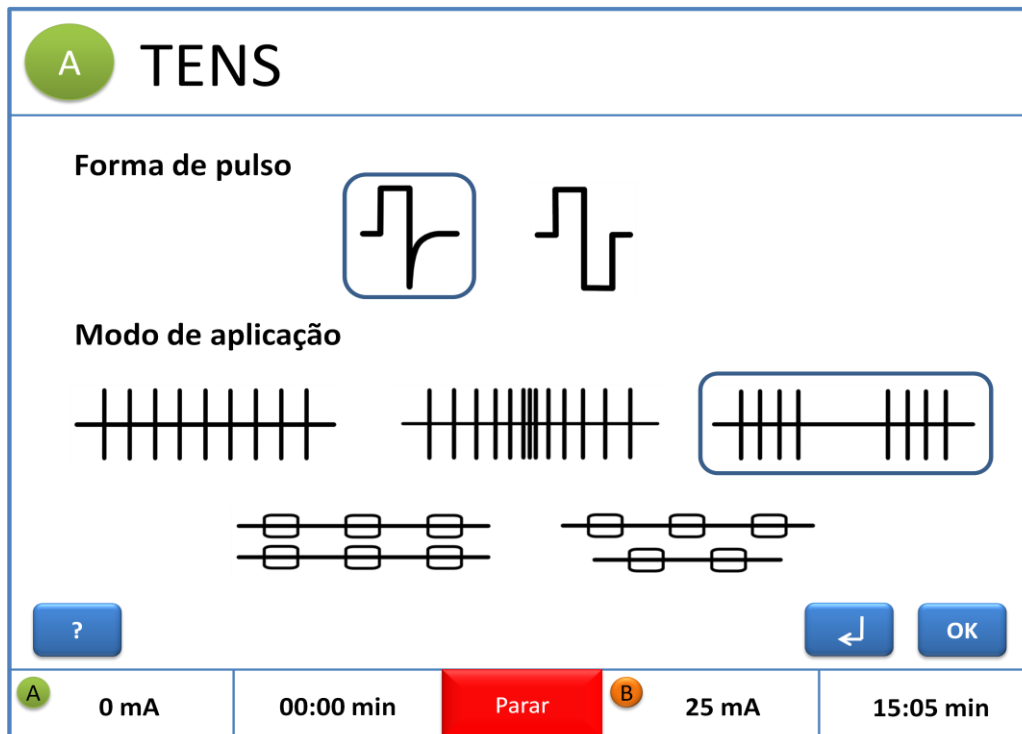 A TENS
Forma de pulso
Modo de aplicação
?
OK
A 0 mA 00:00 min Parar B 25 mA 15:05 min